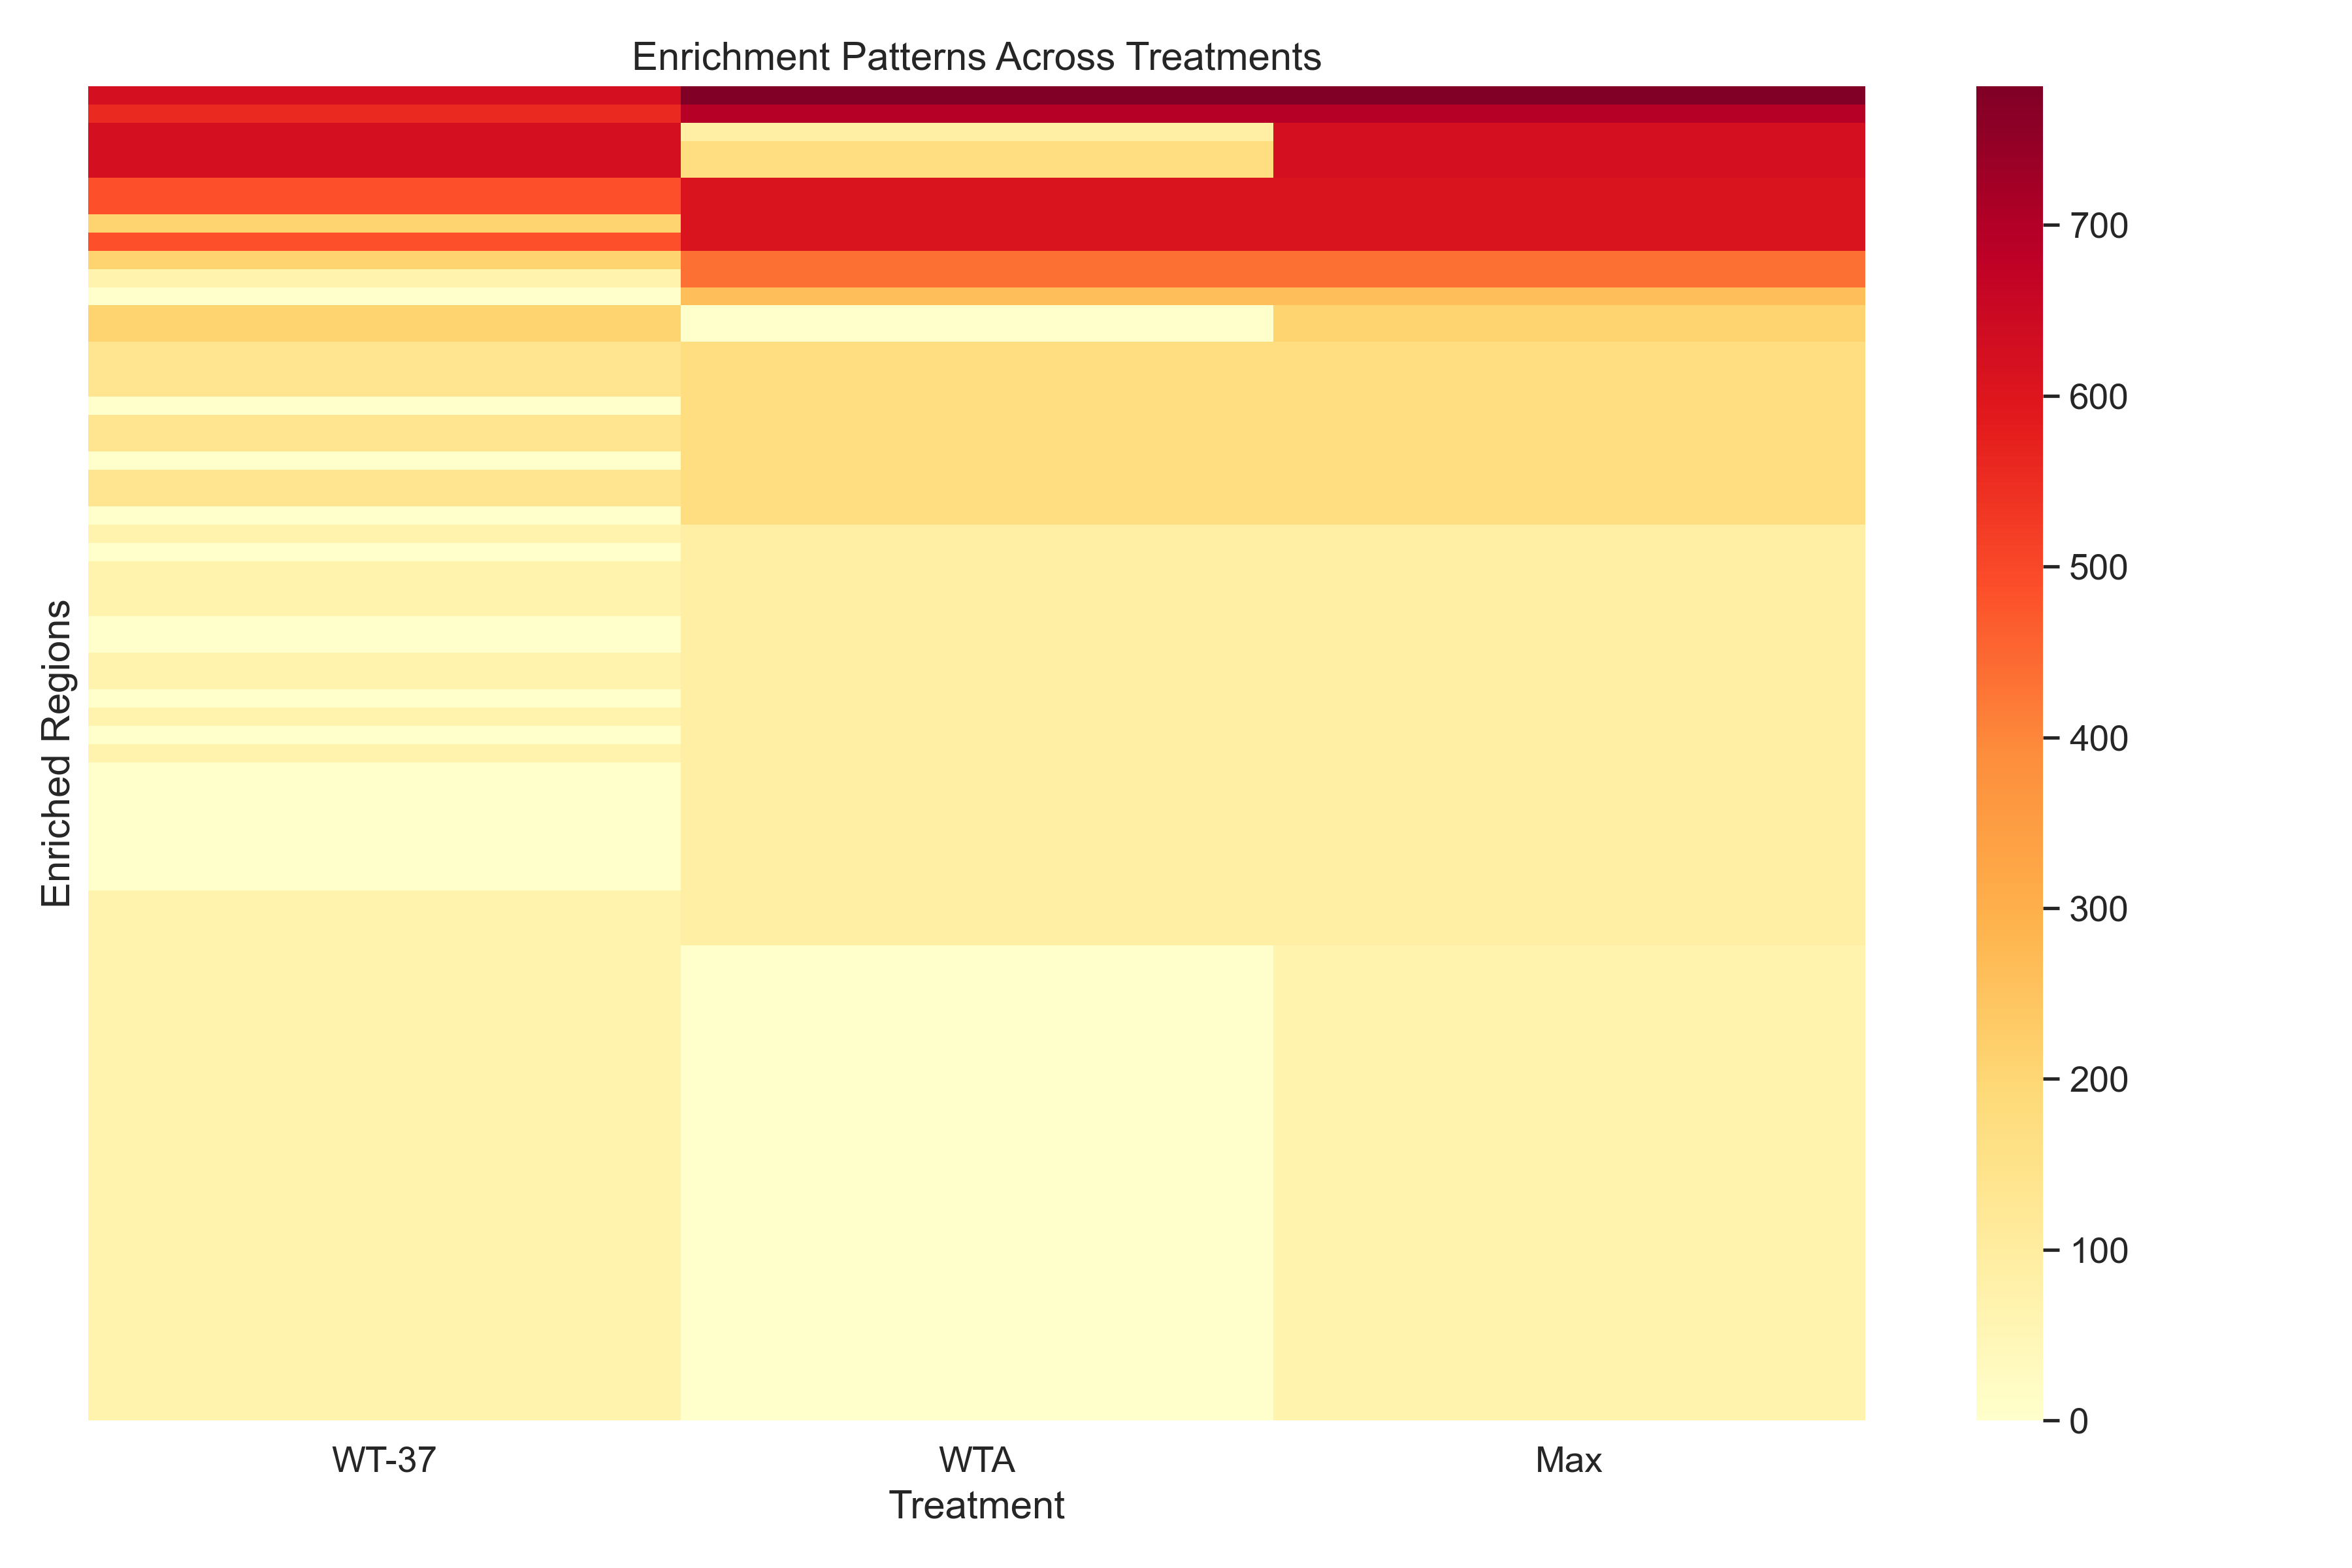 Enrichment Patterns Across Treatments
Enriched Regions
700
600
500
400
300
200
100
0
WT-37
WTA
Max
Treatment